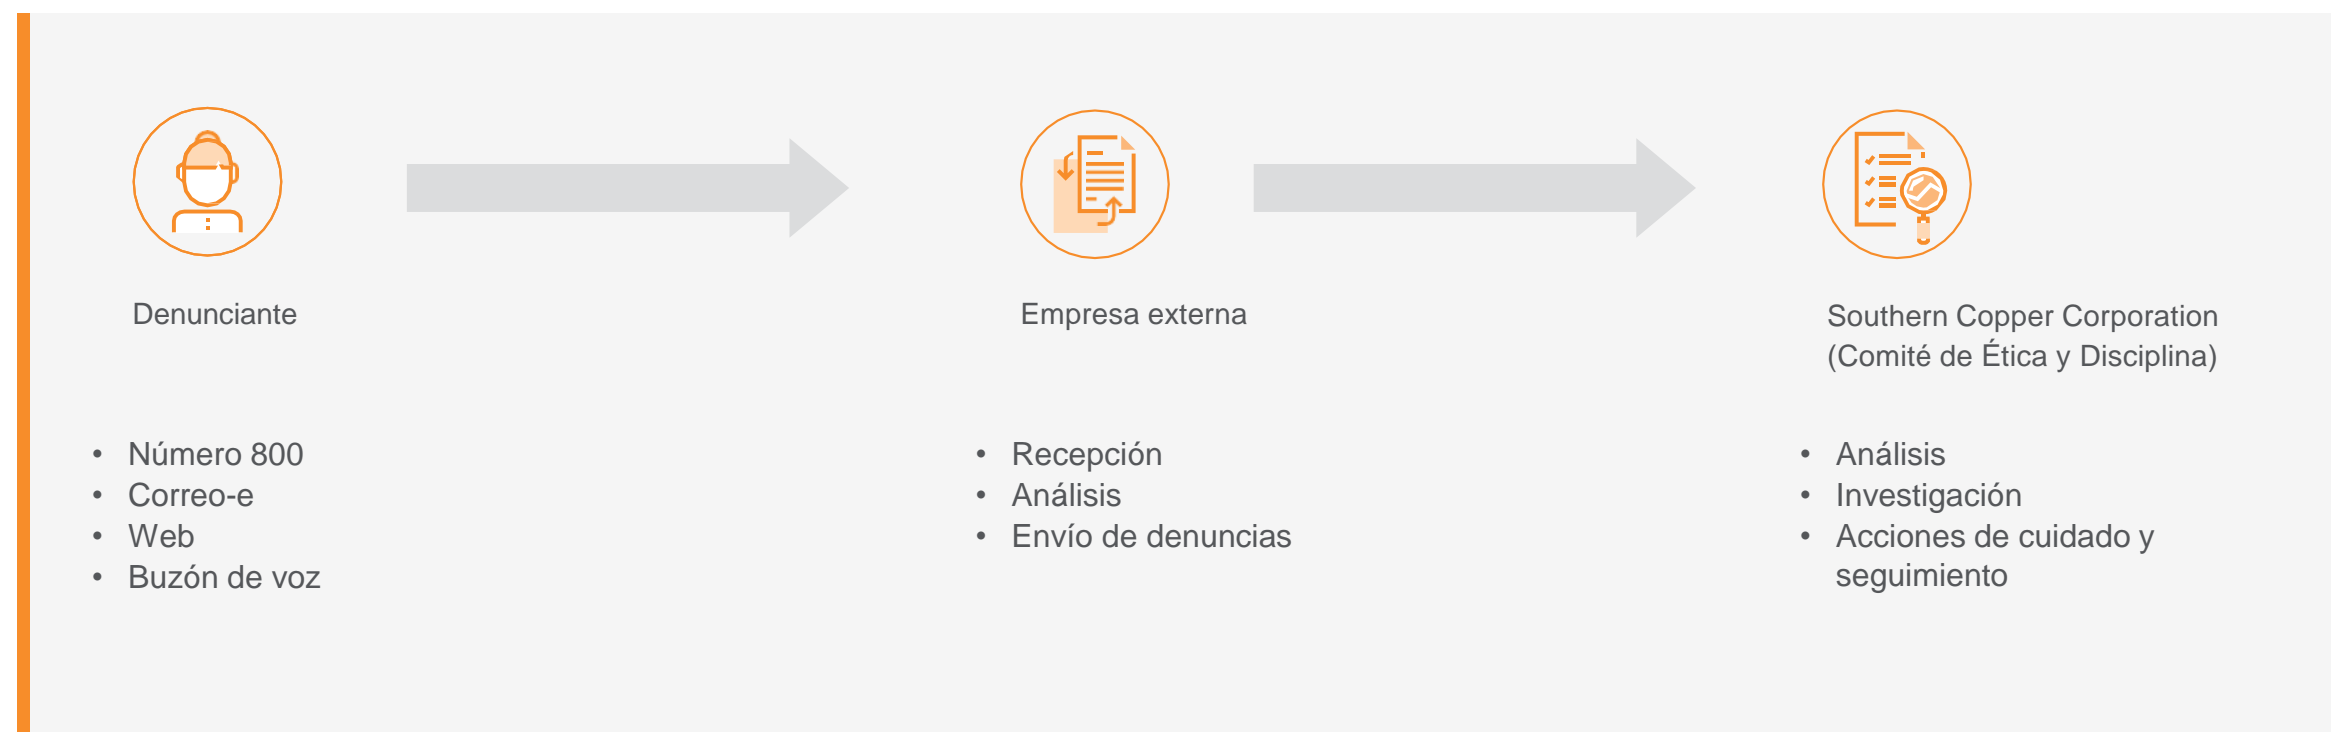 Denunciante
• Número 800
• Correo-e
• Web
• Buzón de voz
Empresa externa
• Recepción
• Análisis
• Envío de denuncias
Southern Copper Corporation
(Comité de Ética y Disciplina)
• Análisis
• Investigación
• Acciones de cuidado y
seguimiento